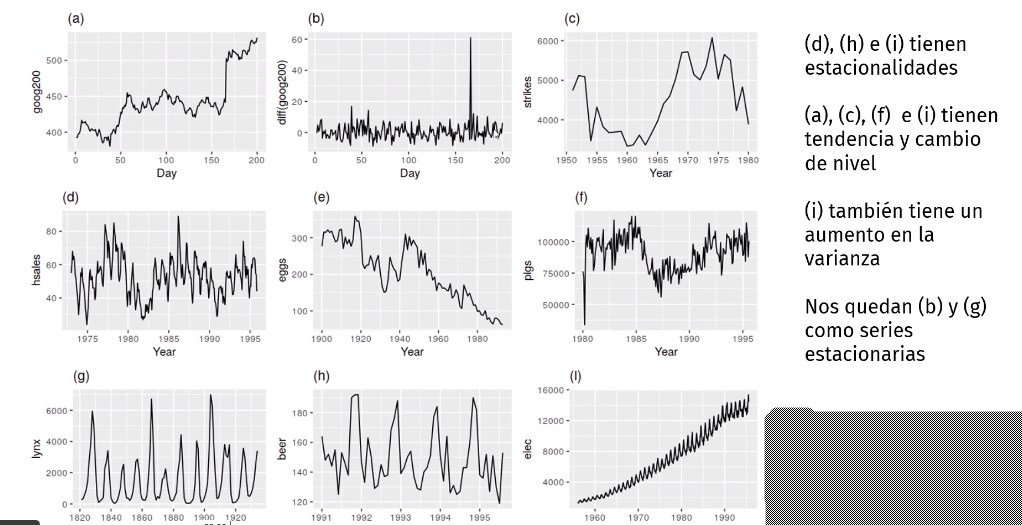 (a)
(b)
(c)
(d), (h) e (i) tienen
estacionalidades
(a), (c), (f) e (i) tienen
tendencia y cambio
de nivel
(i) también tiene un
aumento en la
varianza
Nos quedan (b) y (g)
como series
estacionarias
goog200
500
450
400
0 50 100 150 200
Day
diff(goog200)
60
40
20
0
0 50 100 150 200
Day
strikes
6000
5000
4000
1950 1955 1960 1965 1970 1975 1980
Year
(d)
(e)
(f)
hsales
80
60
40
1975 1980 1985 1990 1995
Year
eggs
300
200
100
1900 1920 1940 1960 1980
Year
pigs
100000
75000
50000
1980 1985 1990 1995
Year
(g)
(h)
(I)
lynx
6000
4000
2000
0
1820 1840 1860 1880 1900 1920
beer
180
160
140
120
1991 1992 1993 1994 1995
elec
16000
12000
8000
4000
1960 1970 1980 1990